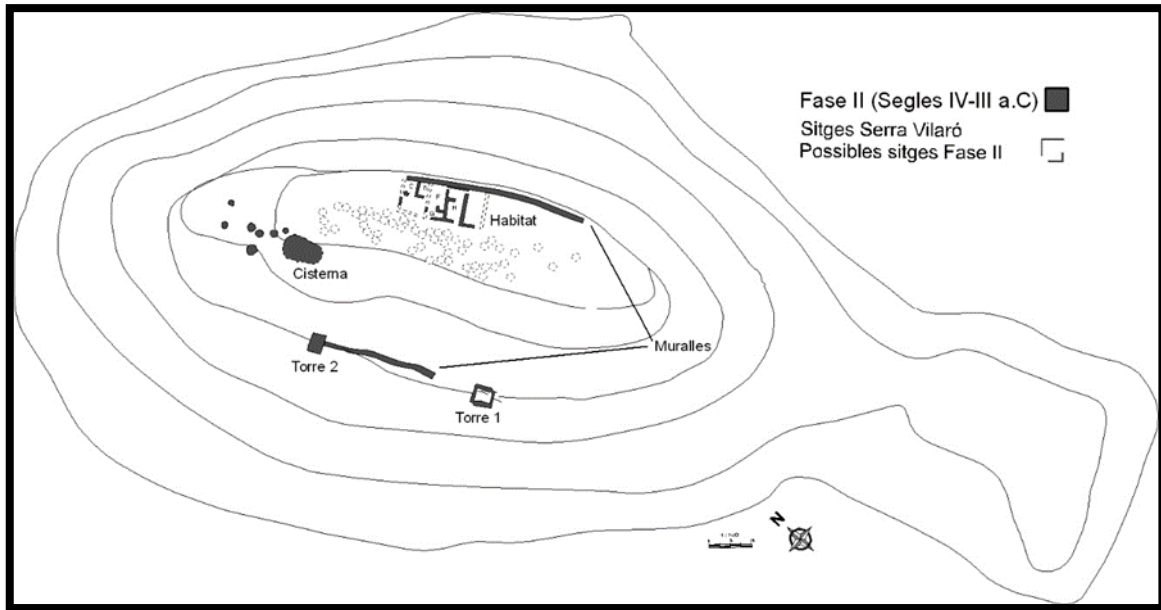 Fase II (Segles IV-III a.C)
Sitges Serra Vilaró
Possibles sitges Fase II
Habitat
Cisterna
Muralles
Torre 2
Torre 1
N